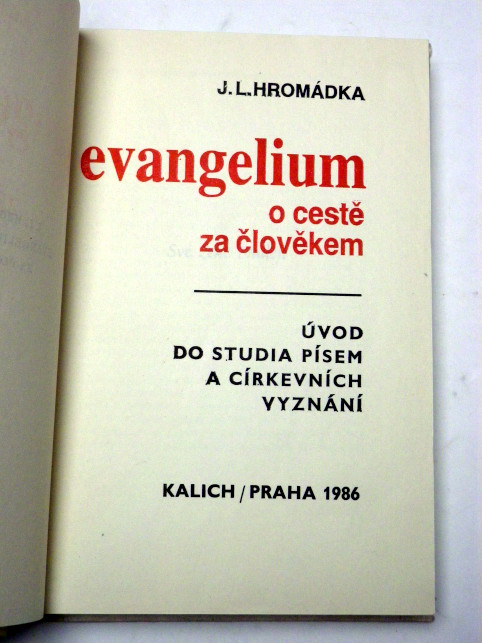 J. L. HROMÁDKA
evangelium
o cestě
za člověkem
ÚVOD
DO STUDIA PÍSEM
A CÍRKEVNÍCH
VYZNÁNÍ
KALICH / PRAHA 1986